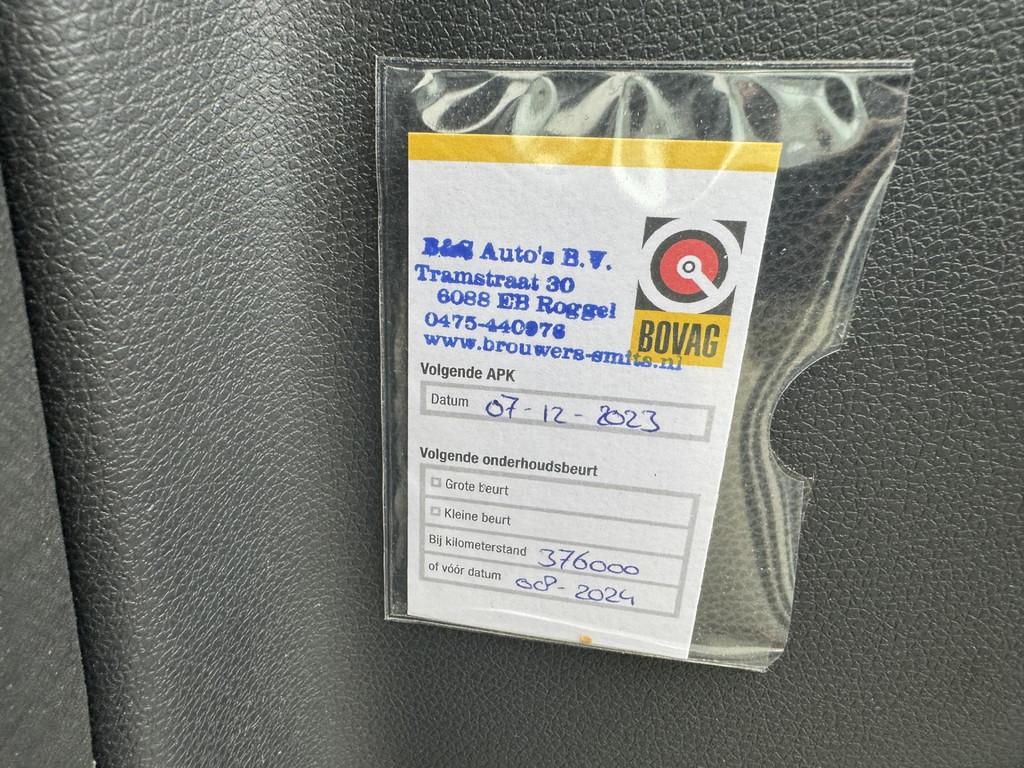 B&S Auto's B.V.
Tramstraat 30
6088 EB Roggel
0475-440978
www.brouwers-smits.nl
BOVAG
Volgende APK
Datum 07-12-2023
Volgende onderhoudsbeurt
Grote beurt
Kleine beurt
Bij kilometerstand 376000
of vóór datum 08-2024